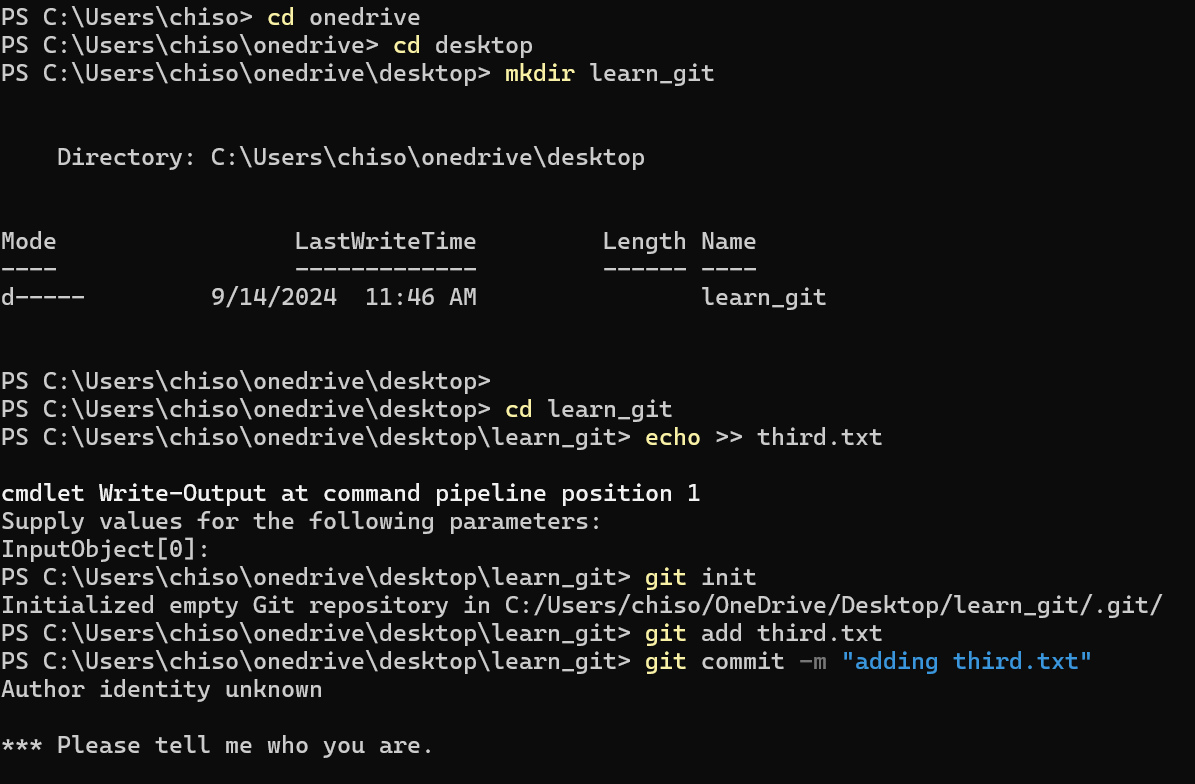 PS C:\Users\chiso> cd onedrive
PS C:\Users\chiso\onedrive> cd desktop
PS C:\Users\chiso\onedrive\desktop> mkdir learn_git
Directory: C:\Users\chiso\onedrive\desktop
Mode                 LastWriteTime         Length Name
----                 -------------         ------ ----
d-----         9/14/2024  11:46 AM                learn_git
PS C:\Users\chiso\onedrive\desktop>
PS C:\Users\chiso\onedrive\desktop> cd learn_git
PS C:\Users\chiso\onedrive\desktop\learn_git> echo >> third.txt
cmdlet Write-Output at command pipeline position 1
Supply values for the following parameters:
InputObject[0]:
PS C:\Users\chiso\onedrive\desktop\learn_git> git init
Initialized empty Git repository in C:/Users/chiso/OneDrive/Desktop/learn_git/.git/
PS C:\Users\chiso\onedrive\desktop\learn_git> git add third.txt
PS C:\Users\chiso\onedrive\desktop\learn_git> git commit -m "adding third.txt"
Author identity unknown
*** Please tell me who you are.